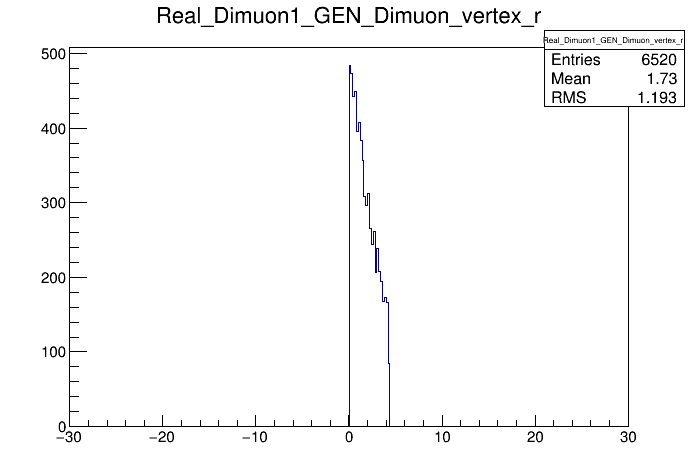 Real_Dimuon1_GEN_Dimuon_vertex_r
Real_Dimuon1_GEN_Dimuon_vertex_r
Entries 6520
Mean 1.73
RMS 1.193
500
400
300
200
100
0
−30 −20 −10 0 10 20 30